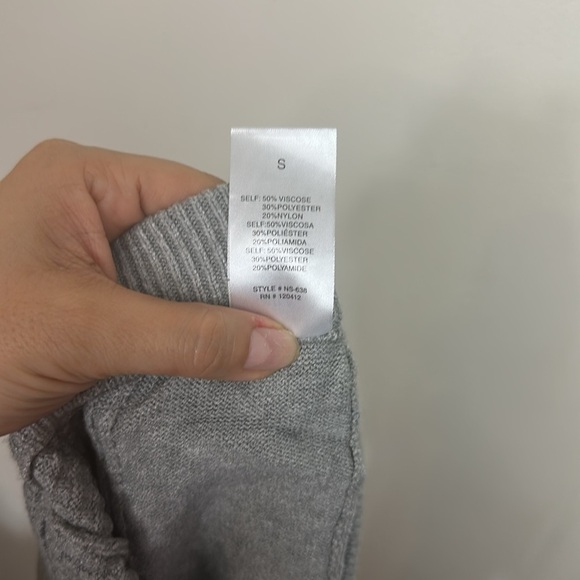 S
SELF: 50% VISCOSE
30%POLYESTER
20%NYLON
SELF:50%VISCOSA
30%POLIÉSTER
20%POLIAMIDA
SELF: 50%VISCOSE
30%POLYESTER
20%POLYAMIDE
STYLE # NS-638
RN # 120412